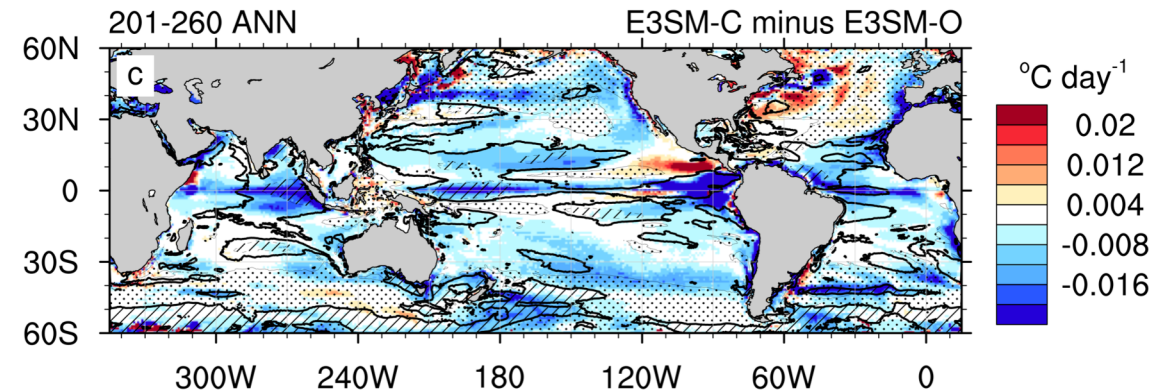 201-260 ANN E3SM-C minus E3SM-O
60N
c
30N
0
30S
60S
300W 240W 180 120W 60W 0
°C day-1
0.02
0.012
0.004
-0.008
-0.016